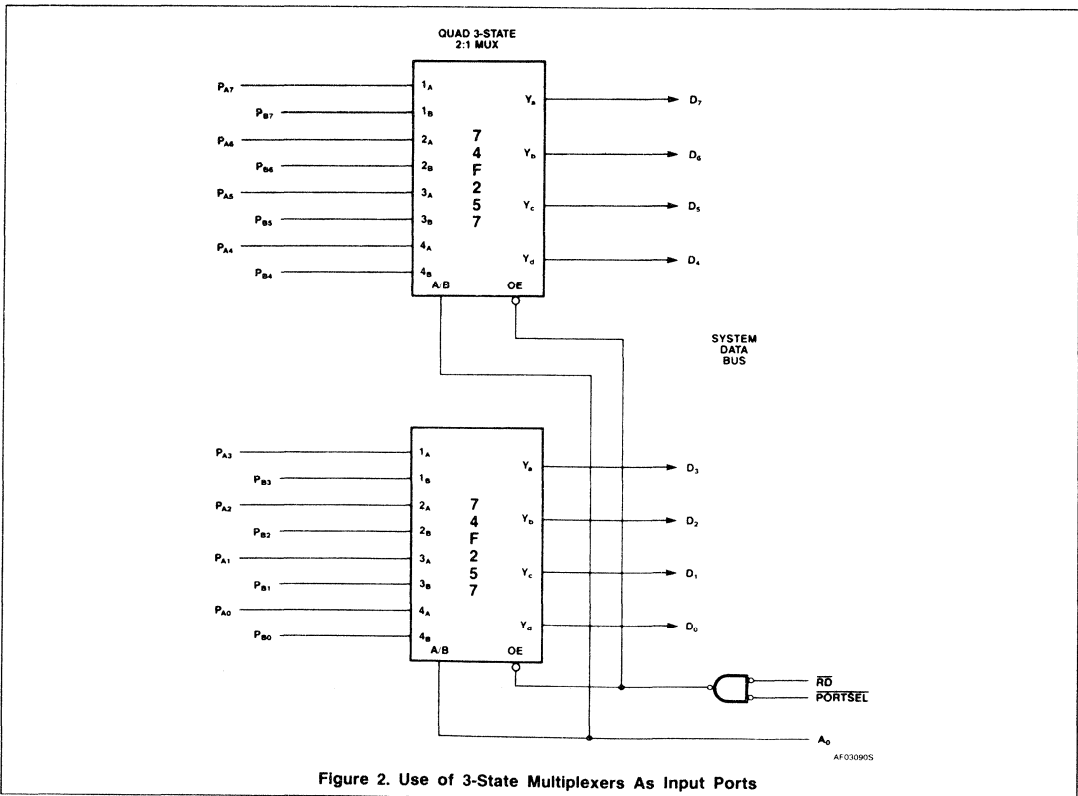 QUAD 3-STATE
2:1 MUX
PA7
1A
PB7
1B
PA6
2A
PB6
2B
PA5
3A
PB5
3B
PA4
4A
PB4
4B
A/B
OE
74F257
Ya
D7
Yb
D6
Yc
D5
Yd
D4
SYSTEM
DATA
BUS
PA3
1A
PB3
1B
PA2
2A
PB2
2B
PA1
3A
PB1
3B
PA0
4A
PB0
4B
A/B
OE
74F257
Ya
D3
Yb
D2
Yc
D1
Yd
D0
RD
PORTSEL
A0
AF03090S
Figure 2. Use of 3-State Multiplexers As Input Ports